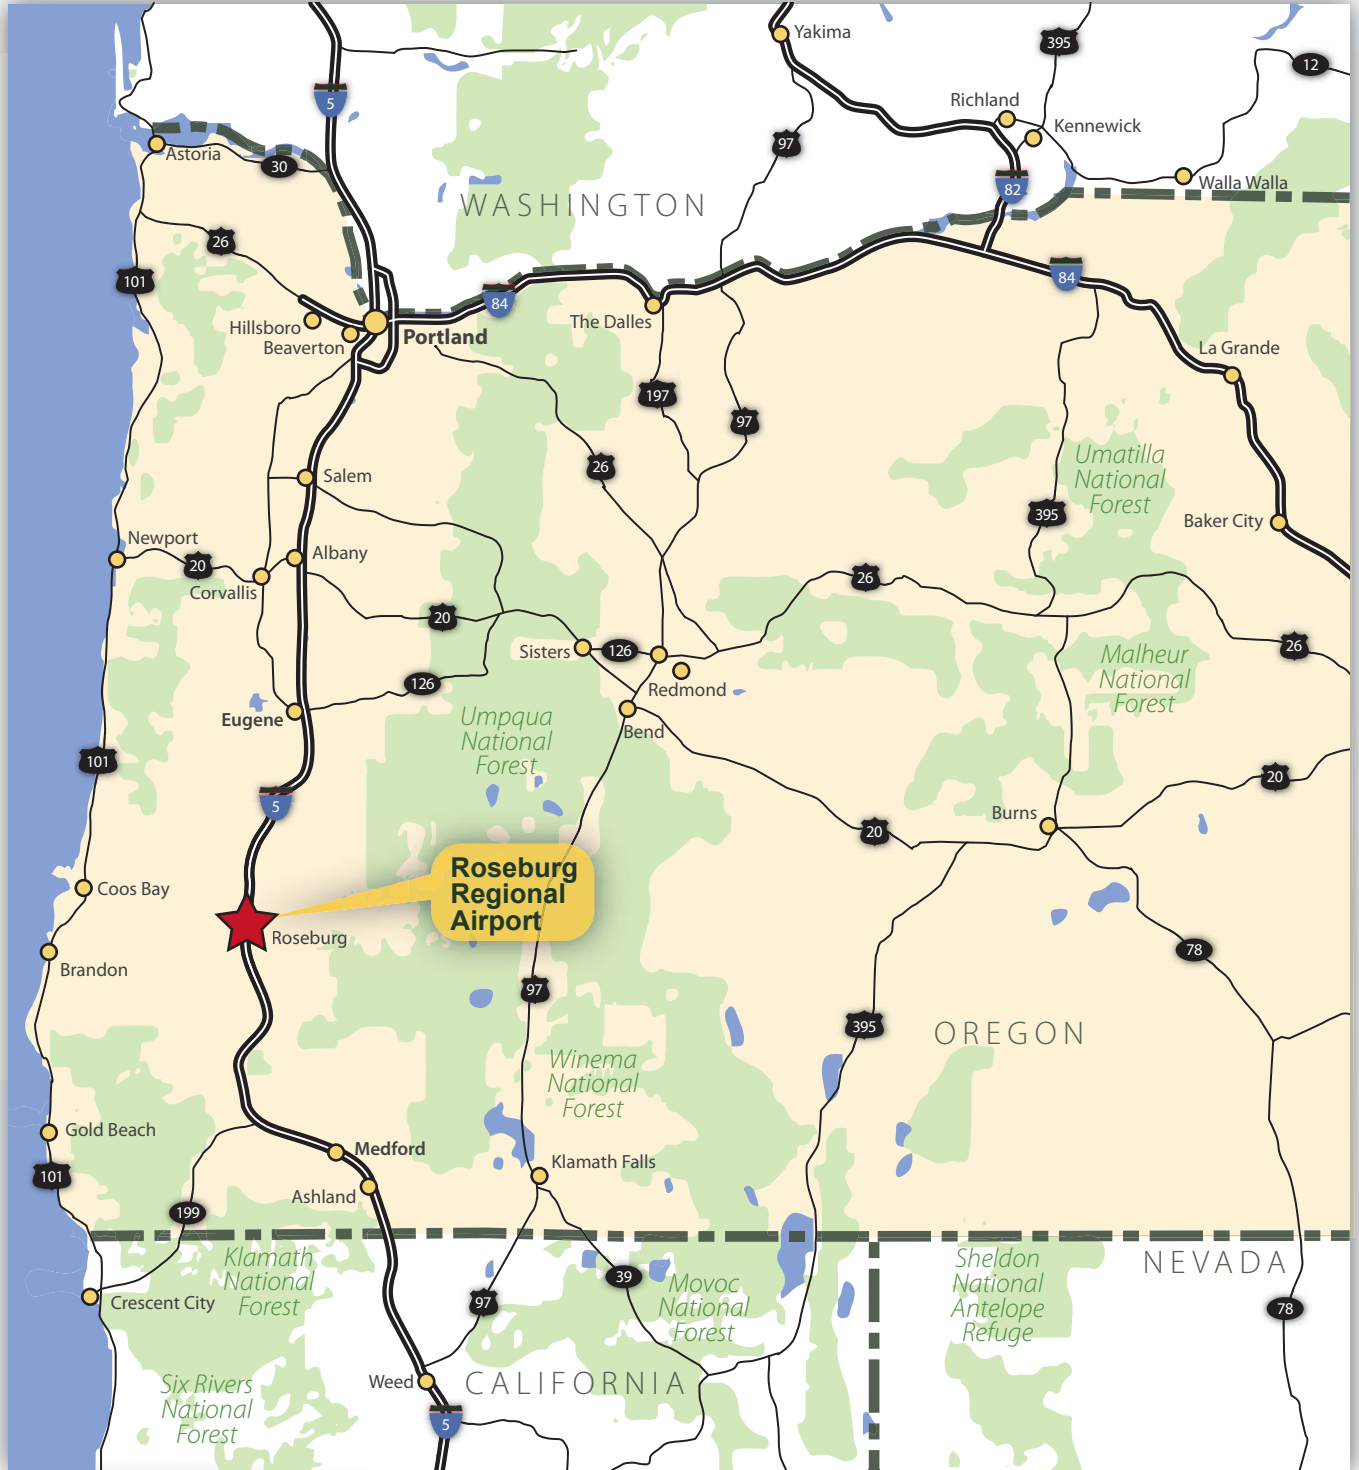 Yakima
395
12
5
Richland
Kennewick
97
Astoria
30
Walla Walla
82
WASHINGTON
26
101
84
84
Hillsboro
The Dalles
Portland
Beaverton
La Grande
197
97
26
Umatilla
National
Forest
Salem
395
Baker City
Newport
Albany
20
Corvallis
26
20
Sisters
126
26
Malheur
National
Forest
126
Redmond
Eugene
Umpqua
National
Forest
Bend
101
20
5
Burns
20
Roseburg
Regional
Airport
Coos Bay
Roseburg
78
Brandon
97
395
OREGON
Winema
National
Forest
Gold Beach
Medford
Klamath Falls
101
Ashland
199
Klamath
National
Forest
Sheldon
National
Antelope
Refuge
NEVADA
39
Movoc
National
Forest
Crescent City
97
78
Weed
CALIFORNIA
Six Rivers
National
Forest
5